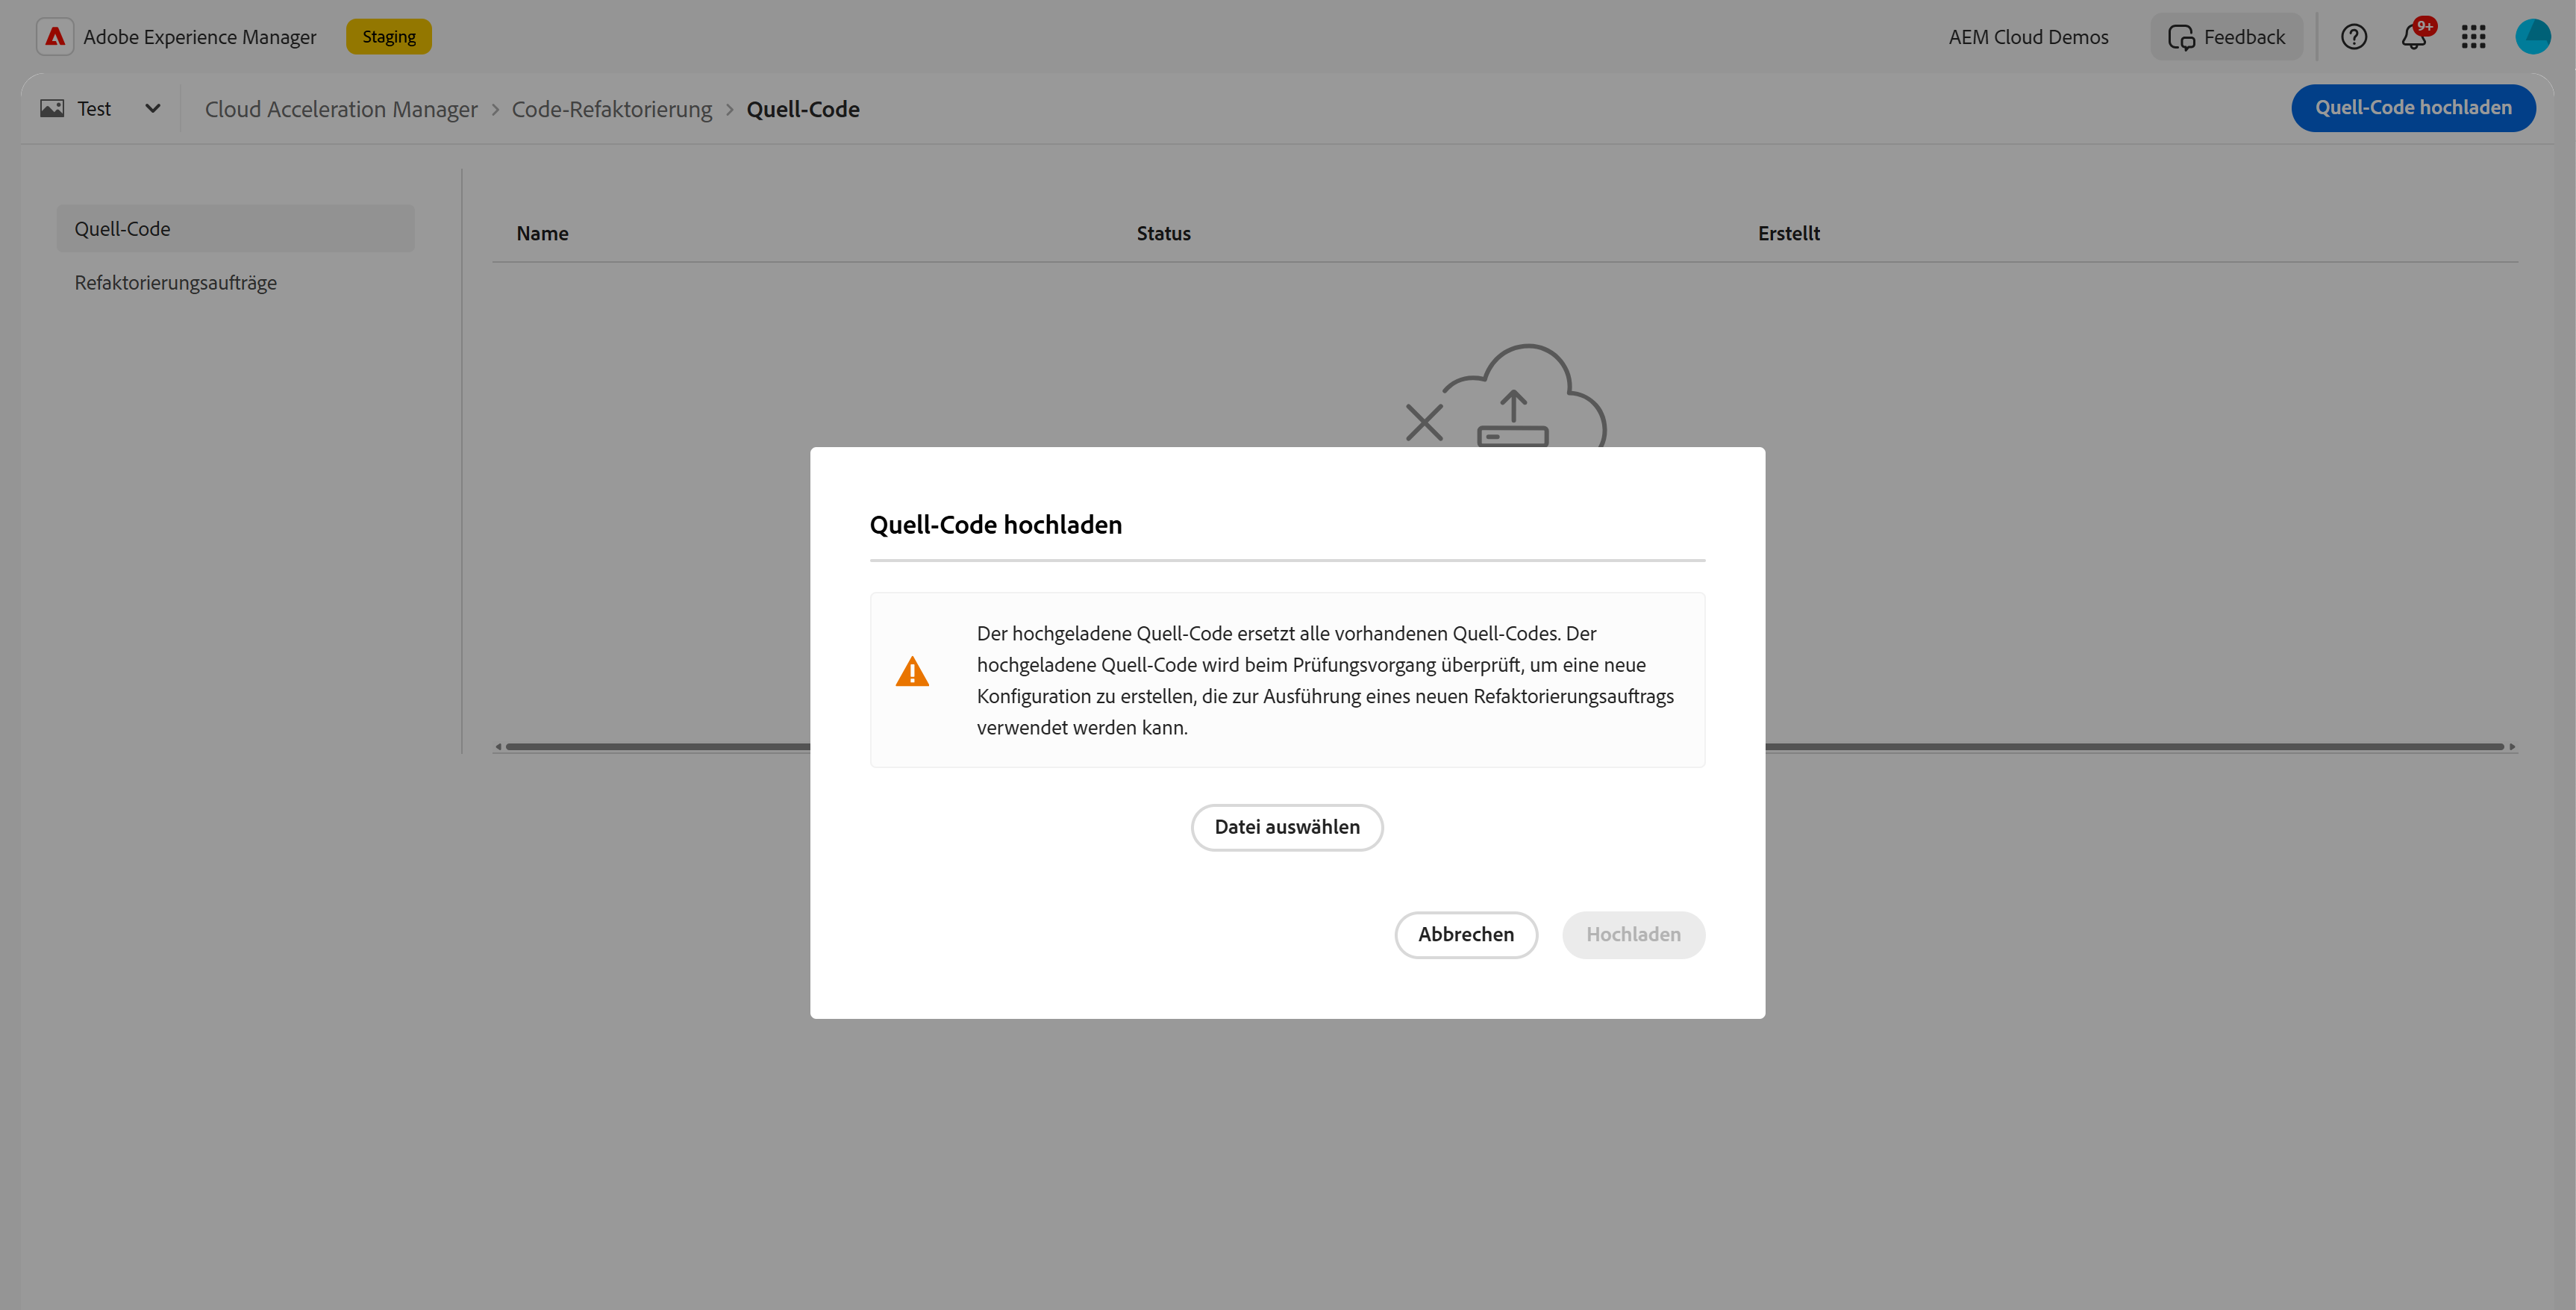 Adobe Experience Manager
Staging
AEM Cloud Demos
Feedback
9+
Test
Cloud Acceleration Manager > Code-Refaktorierung > Quell-Code
Quell-Code hochladen
Quell-Code
Refaktorierungsaufträge
Name
Status
Erstellt
Quell-Code hochladen
Der hochgeladene Quell-Code ersetzt alle vorhandenen Quell-Codes. Der
hochgeladene Quell-Code wird beim Prüfungsvorgang überprüft, um eine neue
Konfiguration zu erstellen, die zur Ausführung eines neuen Refaktorierungsauftrags
verwendet werden kann.
Datei auswählen
Abbrechen
Hochladen